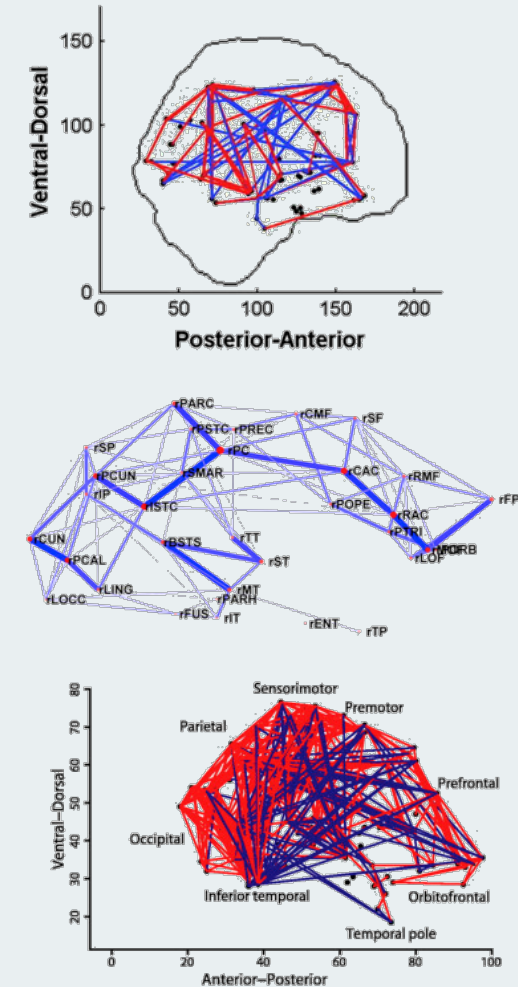 150
100
50
0
Ventral-Dorsal
0 50 100 150 200
Posterior-Anterior
rPARC
rCMF
rSF
rPSTC
rPREC
rSP
rPC
rSMAR
rCAC
rPCUN
rRMF
rIP
rISTC
rPOPE
rFP
rRAC
rPTRI
rCUN
rBSTS
rTT
rLOF
rPCAL
rST
rLING
rMT
rLOCC
rPARH
rFUS
rIT
rENT
rTP
80
70
60
50
40
30
20
Ventral–Dorsal
Sensorimotor
Premotor
Parietal
Prefrontal
Occipital
Inferior temporal
Orbitofrontal
Temporal pole
0 20 40 60 80 100
Anterior–Posterior